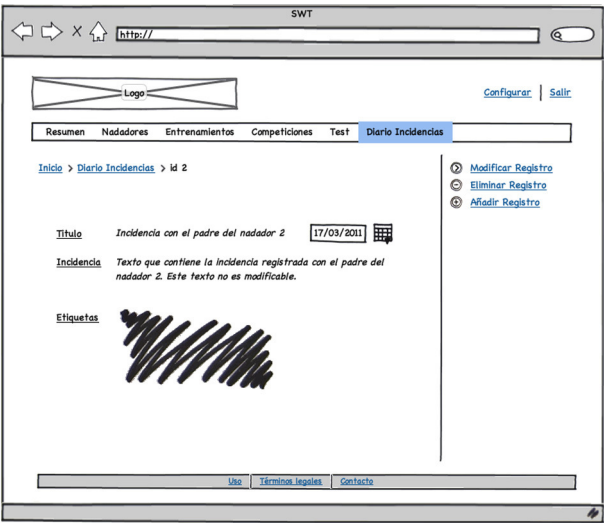 SWT
http://
Logo
Configurar Salir
Resumen Nadadores Entrenamientos Competiciones Test Diario Incidencias
Inicio > Diario Incidencias > id 2
Modificar Registro
Eliminar Registro
Añadir Registro
Titulo Incidencia con el padre del nadador 2 17/03/2011
Incidencia Texto que contiene la incidencia registrada con el padre del
nadador 2. Este texto no es modificable.
Etiquetas
Uso Términos legales Contacto